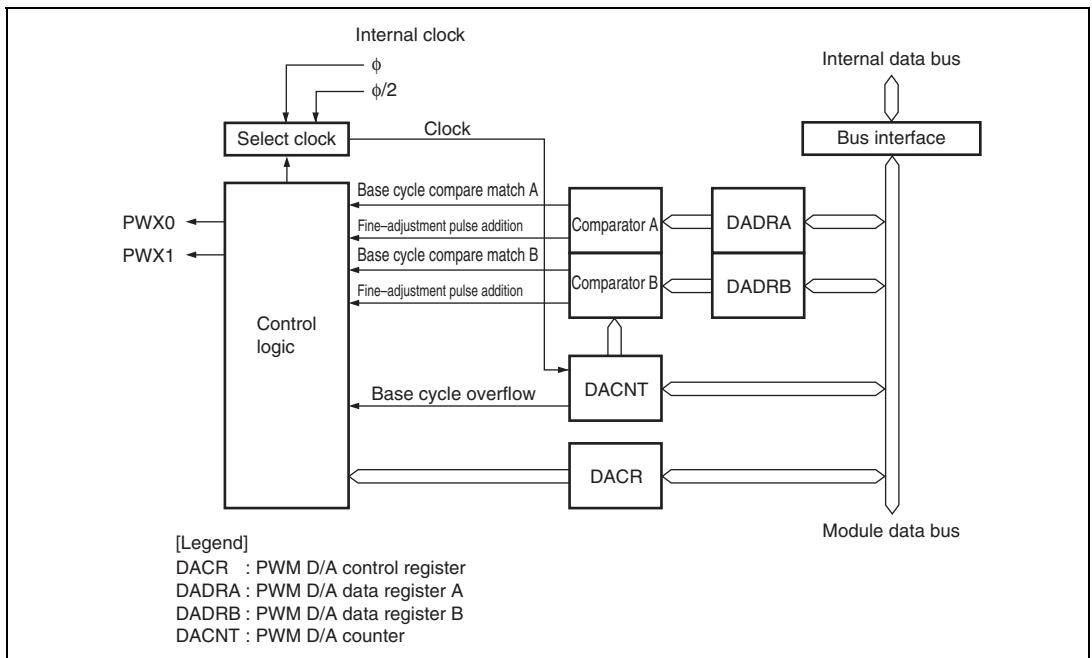 Internal clock
φ
φ/2
Internal data bus
Select clock
Clock
Bus interface
Base cycle compare match A
PWX0
Fine–adjustment pulse addition
Comparator A
DADRA
PWX1
Base cycle compare match B
Fine–adjustment pulse addition
Comparator B
DADRB
Control
logic
Base cycle overflow
DACNT
DACR
Module data bus
[Legend]
DACR : PWM D/A control register
DADRA : PWM D/A data register A
DADRB : PWM D/A data register B
DACNT : PWM D/A counter